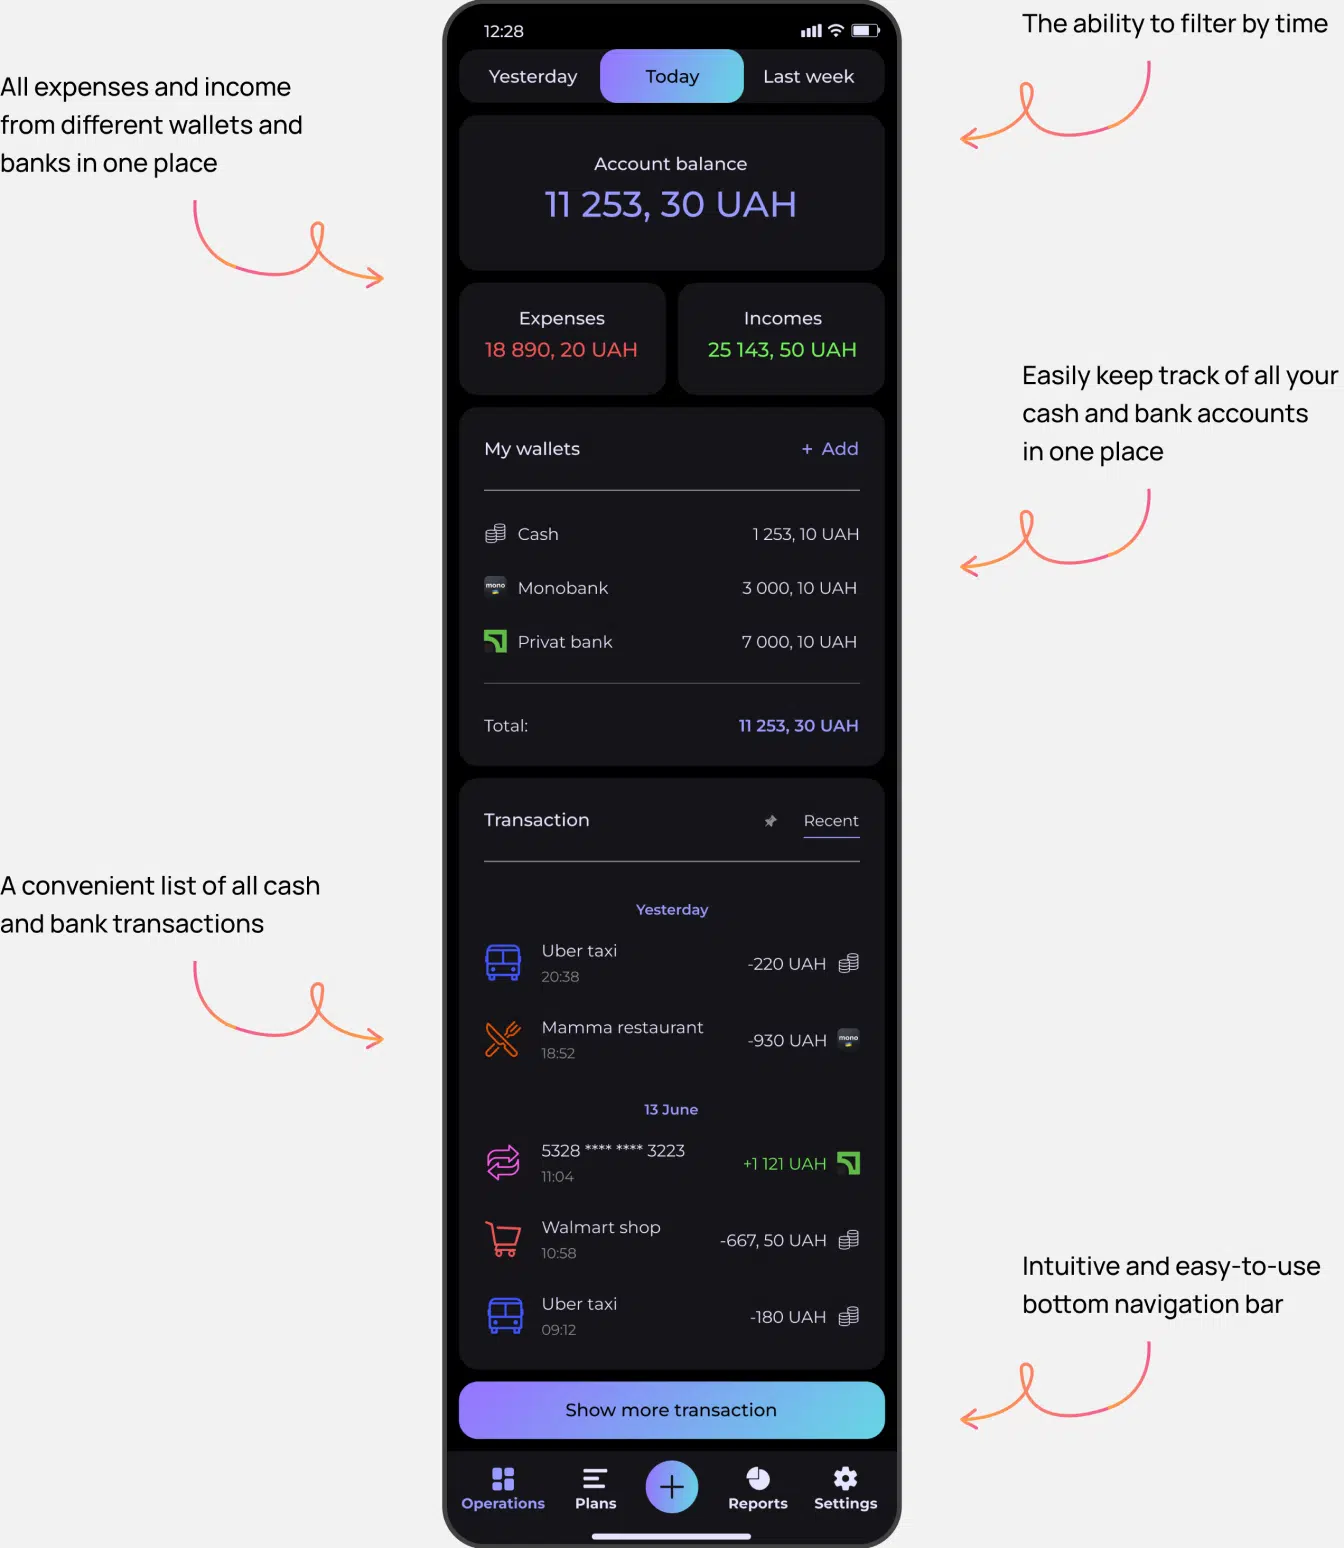 The ability to filter by time
All expenses and income
from different wallets and
banks in one place
12:28
Yesterday Today Last week
Account balance
11 253, 30 UAH
Expenses Incomes
18 890, 20 UAH 25 143, 50 UAH
Easily keep track of all your
cash and bank accounts
in one place
My wallets + Add
Cash 1 253, 10 UAH
mono Monobank 3 000, 10 UAH
Privat bank 7 000, 10 UAH
Total: 11 253, 30 UAH
A convenient list of all cash
and bank transactions
Transaction Recent
Yesterday
Uber taxi
20:38
-220 UAH
Mamma restaurant
18:52
-930 UAH mono
13 June
5328 **** **** 3223
11:04
+1 121 UAH
Walmart shop
10:58
-667, 50 UAH
Uber taxi
09:12
-180 UAH
Intuitive and easy-to-use
bottom navigation bar
Show more transaction
Operations Plans + Reports Settings